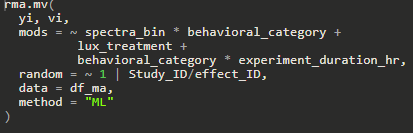 rma.mv(
  yi, vi,
  mods = ~ spectra_bin * behavioral_category +
           lux_treatment +
           behavioral_category * experiment_duration_hr,
  random = ~ 1 | Study_ID/effect_ID,
  data = df_ma,
  method = "ML"
)